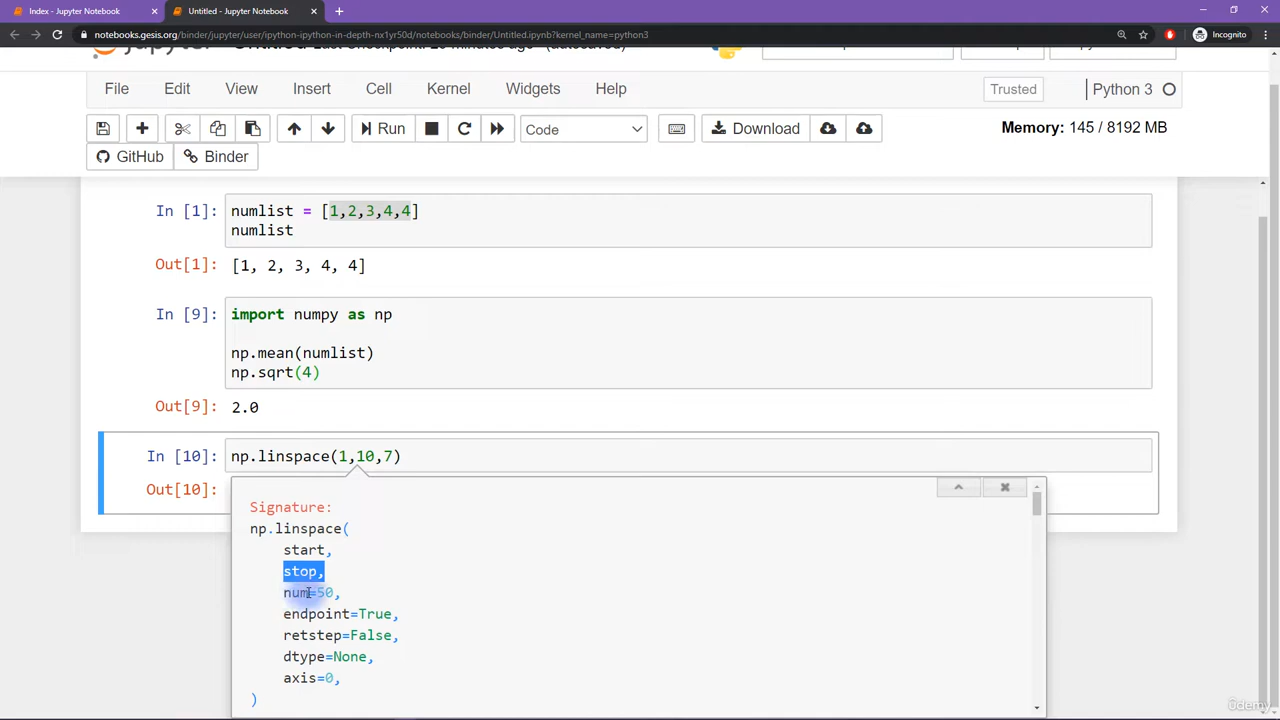 Index - Jupyter Notebook
Untitled - Jupyter Notebook
notebooks.gesis.org/binder/jupyter/user/ipython-ipython-in-depth-nx1yr50d/notebooks/binder/Untitled.ipynb?kernel_name=python3
Incognito
File Edit View Insert Cell Kernel Widgets Help
Trusted
Python 3
Run
Code
Download
Memory: 145 / 8192 MB
GitHub
Binder
In [1]: numlist = [1,2,3,4,4]
numlist
Out[1]: [1, 2, 3, 4, 4]
In [9]: import numpy as np
np.mean(numlist)
np.sqrt(4)
Out[9]: 2.0
In [10]: np.linspace(1,10,7)
Out[10]:
Signature:
np.linspace(
start,
stop,
num=50,
endpoint=True,
retstep=False,
dtype=None,
axis=0,
)
Udemy